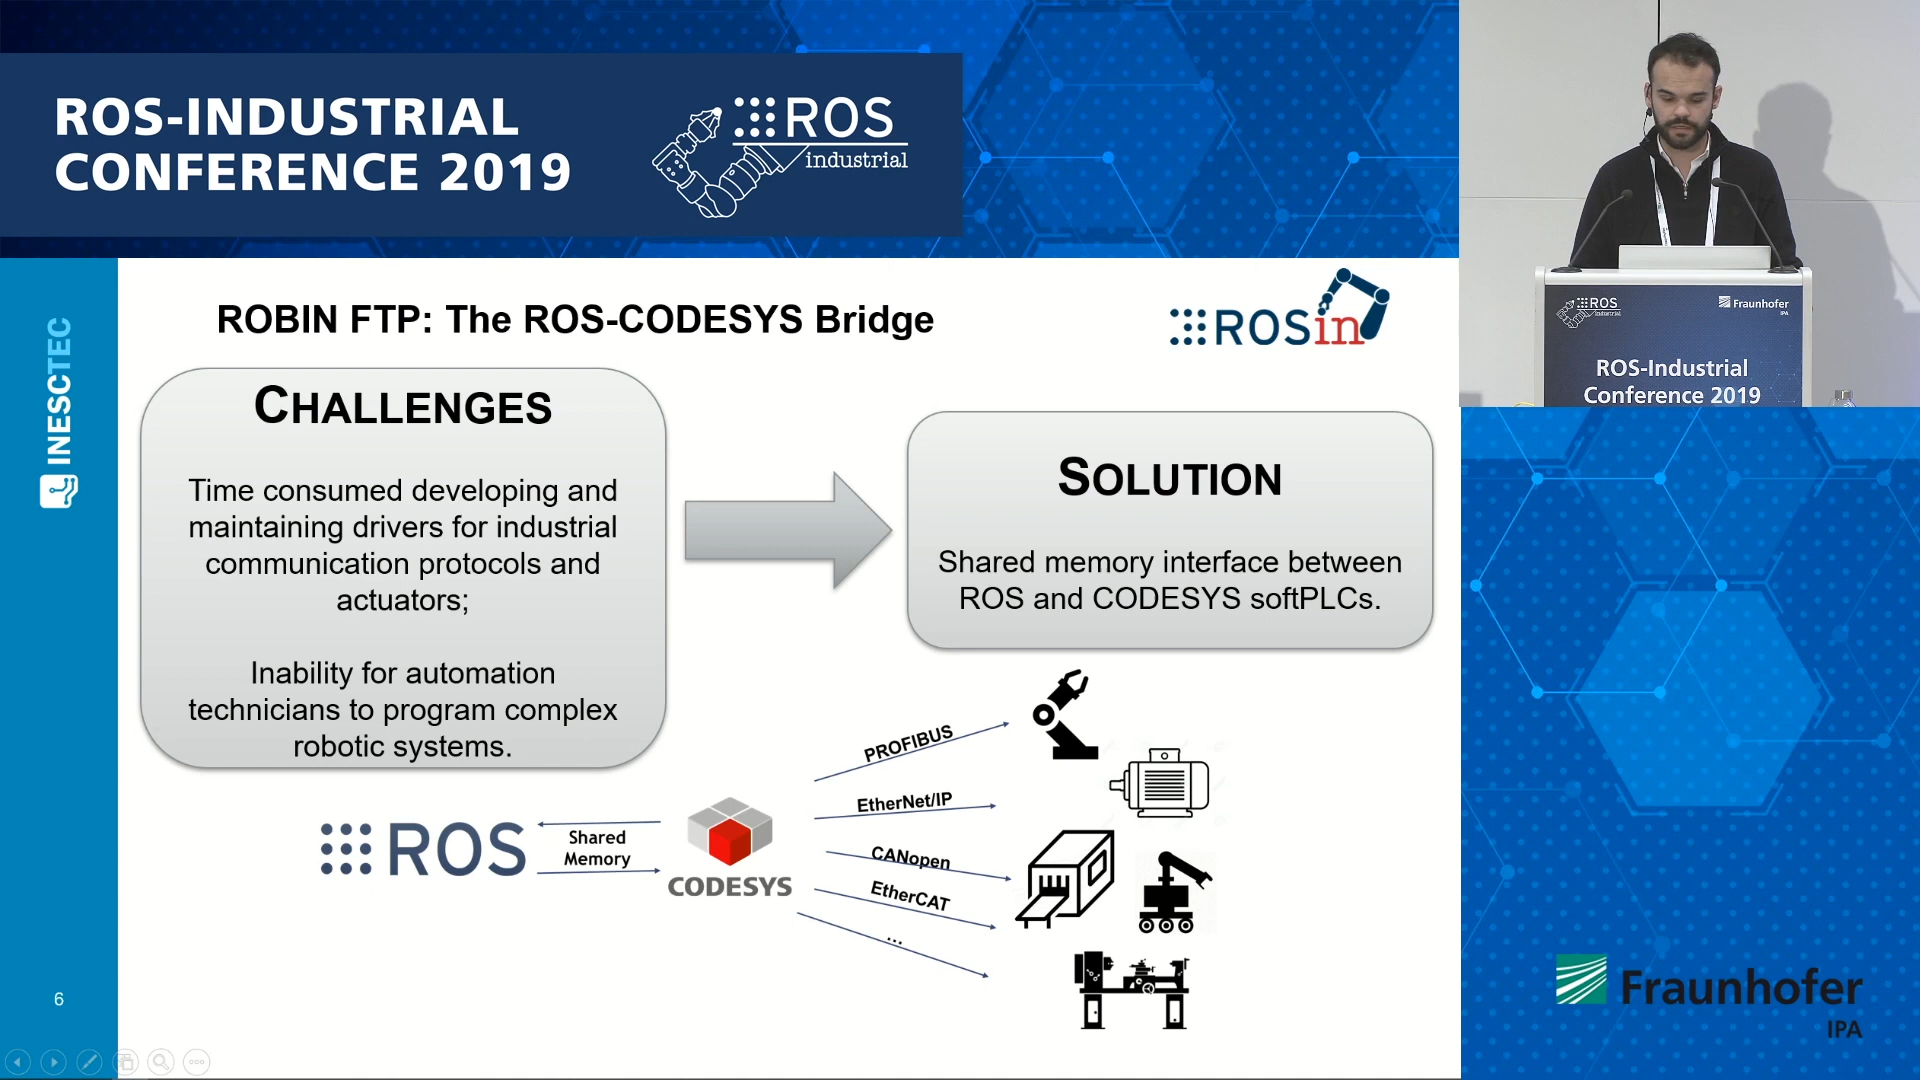 ROS-INDUSTRIAL
CONFERENCE 2019
ROS
industrial
INESCTEC
ROBIN FTP: The ROS-CODESYS Bridge
ROSin
CHALLENGES
Time consumed developing and
maintaining drivers for industrial
communication protocols and
actuators;
Inability for automation
technicians to program complex
robotic systems.
SOLUTION
Shared memory interface between
ROS and CODESYS softPLCs.
ROS
Shared
Memory
CODESYS
PROFIBUS
EtherNet/IP
CANopen
EtherCAT
...
6
ROS
industrial
Fraunhofer
IPA
ROS-Industrial
Conference 2019
Fraunhofer
IPA